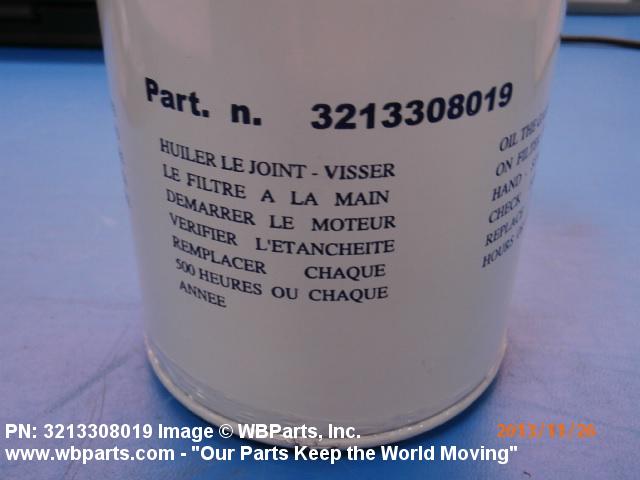 Part. n. 3213308019
HUILER LE JOINT - VISSER
LE FILTRE A LA MAIN
DEMARRER LE MOTEUR
VERIFIER L'ETANCHEITE
REMPLACER CHAQUE
500 HEURES OU CHAQUE
ANNEE
OIL THE
ON
HAND -
CHECK
REPLACE
HOURS
PN: 3213308019 Image © WBParts, Inc.
2013/11/26
www.wbparts.com - "Our Parts Keep the World Moving"